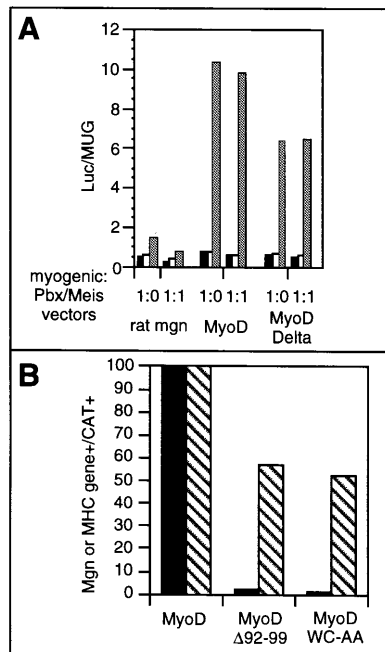 A
Luc/MUG
12
10
8
6
4
2
0
myogenic: 1:0 1:1 1:0 1:1 1:0 1:1
Pbx/Meis
vectors
rat mgn MyoD MyoD
Delta
B
Mgn or MHC gene+/CAT+
100
90
80
70
60
50
40
30
20
10
0
MyoD MyoD MyoD
Δ92-99 WC-AA